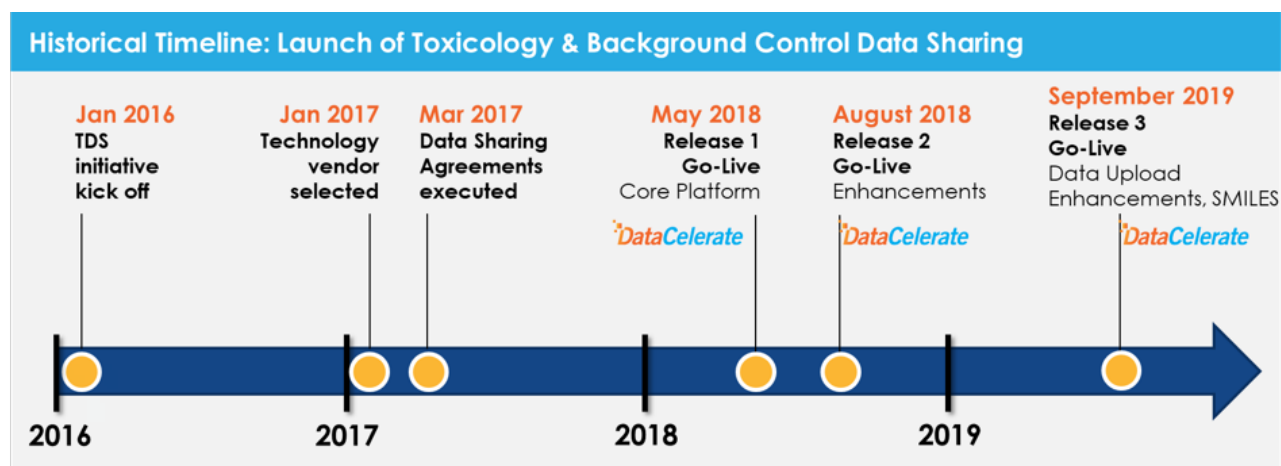 Historical Timeline: Launch of Toxicology & Background Control Data Sharing
Jan 2016
TDS
initiative
kick off
Jan 2017
Technology
vendor
selected
Mar 2017
Data Sharing
Agreements
executed
May 2018
Release 1
Go-Live
Core Platform
DataCelerate
August 2018
Release 2
Go-Live
Enhancements
DataCelerate
September 2019
Release 3
Go-Live
Data Upload
Enhancements, SMILES
DataCelerate
2016
2017
2018
2019